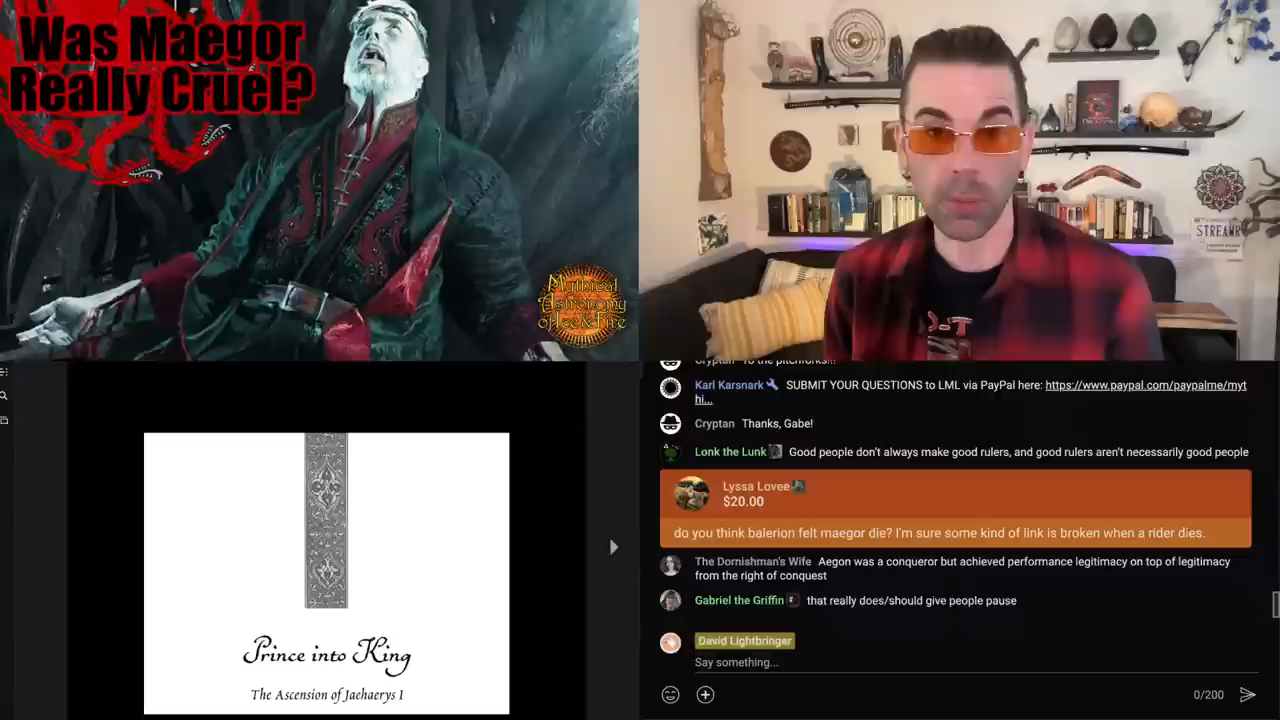 Was Maegor
Really Cruel?
Mythical
Astronomy
of Ice & Fire
STREAMR
Prince into King
The Ascension of Jaehaerys I
Cryptan To the pitchforks!!!
Karl Karsnark SUBMIT YOUR QUESTIONS to LML via PayPal here: https://www.paypal.com/paypalme/myt
hi...
Cryptan Thanks, Gabe!
Lonk the Lunk Good people don't always make good rulers, and good rulers aren't necessarily good people
Lyssa Lovee
$20.00
do you think balerion felt maegor die? I'm sure some kind of link is broken when a rider dies.
The Dornishman's Wife Aegon was a conqueror but achieved performance legitimacy on top of legitimacy
from the right of conquest
Gabriel the Griffin that really does/should give people pause
David Lightbringer
Say something...
0/200